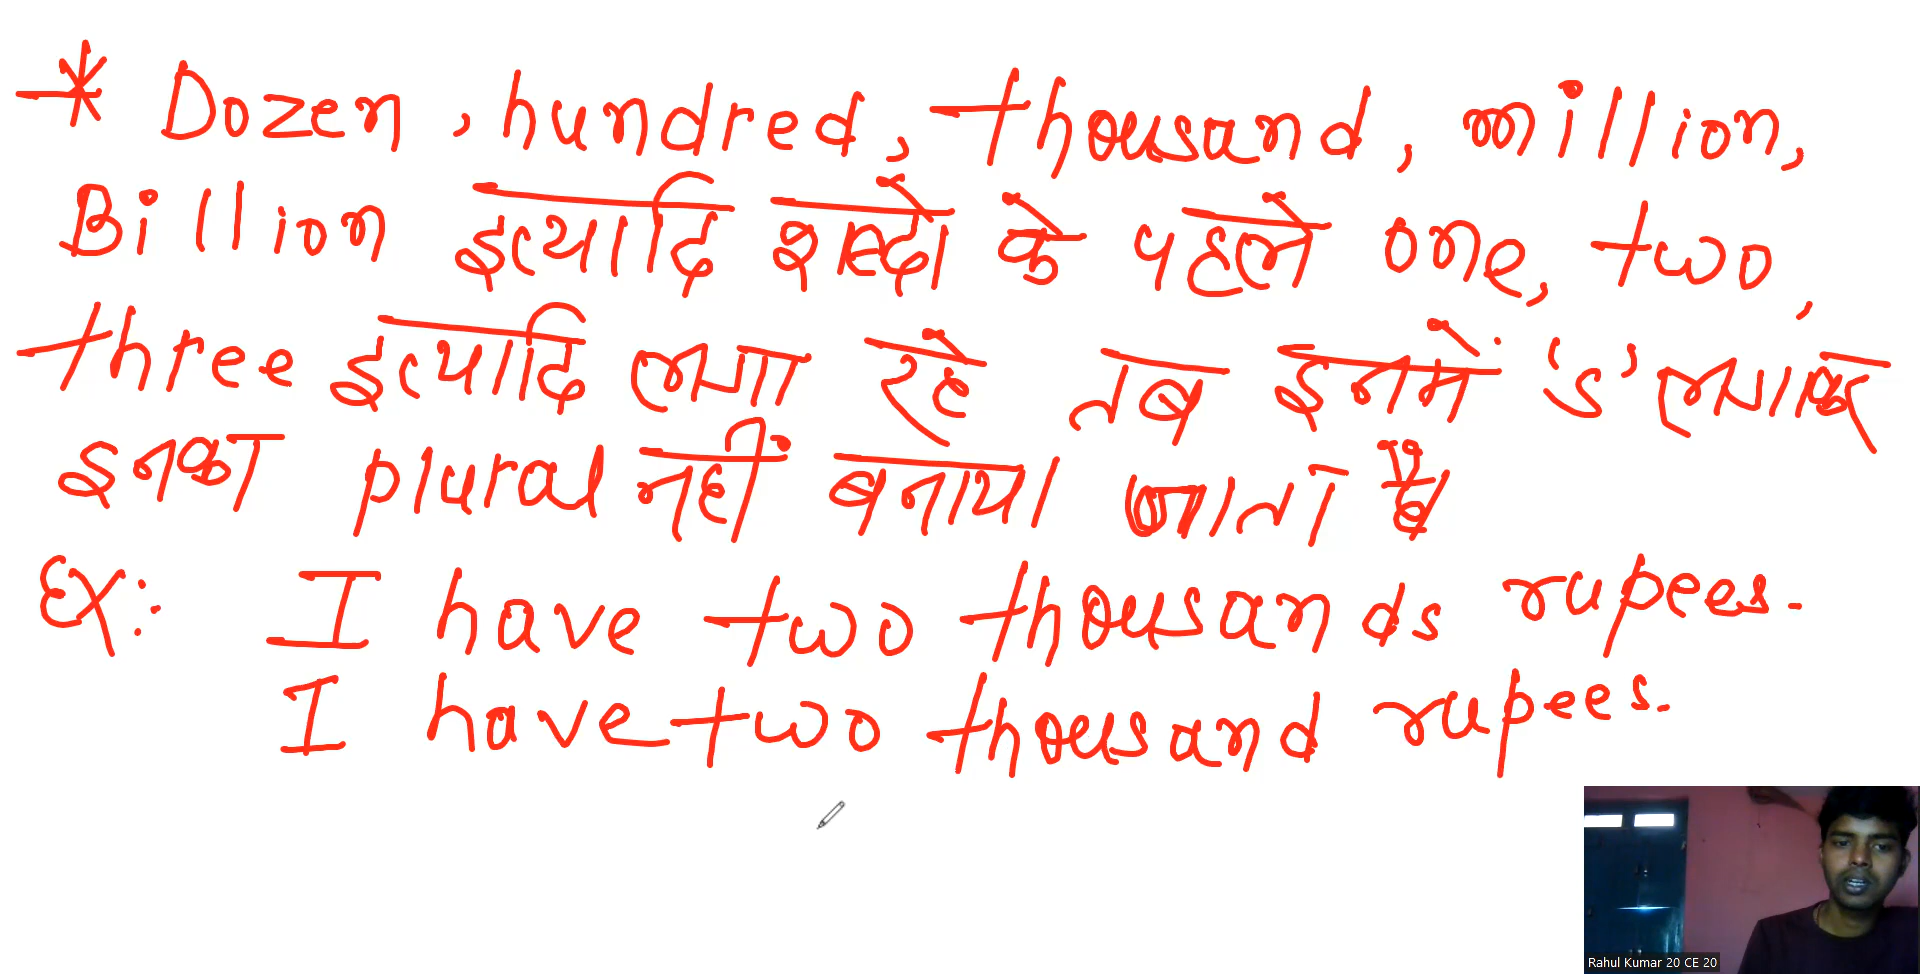 * Dozen, hundred, thousand, million,
Billion इत्यादि शब्दो के पहले one, two,
three इत्यादि लगा रहे तब इनमें 's' लगाकर
इनका plural नहीं बनाया जाता है
Ex: I have two thousands rupees.
I have two thousand rupees.
Rahul Kumar 20 CE 20